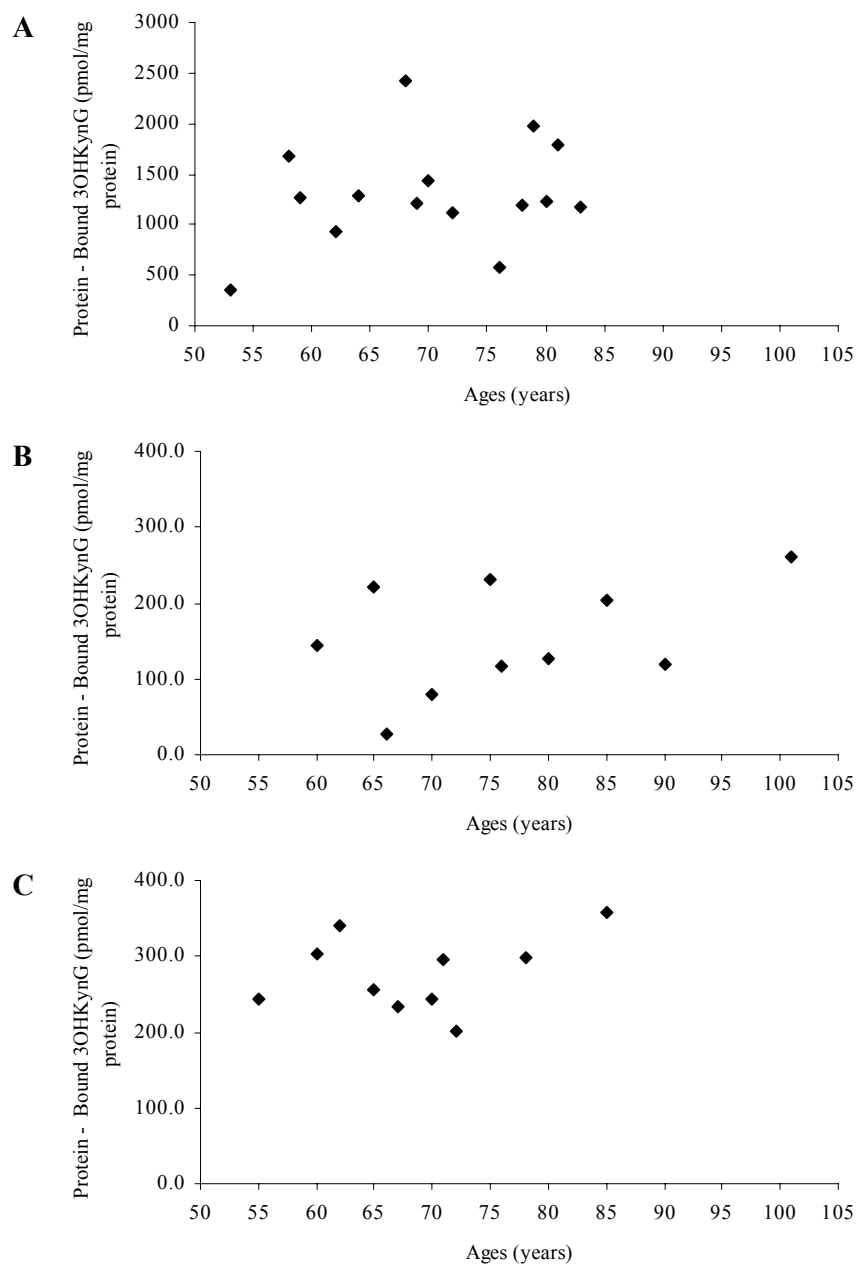 A
Protein - Bound 3OHKynG (pmol/mg
protein)
3000
2500
2000
1500
1000
500
0
50 55 60 65 70 75 80 85 90 95 100 105
Ages (years)
B
Protein - Bound 3OHKynG (pmol/mg
protein)
400.0
300.0
200.0
100.0
0.0
50 55 60 65 70 75 80 85 90 95 100 105
Ages (years)
C
Protein - Bound 3OHKynG (pmol/mg
protein)
400.0
300.0
200.0
100.0
0.0
50 55 60 65 70 75 80 85 90 95 100 105
Ages (years)